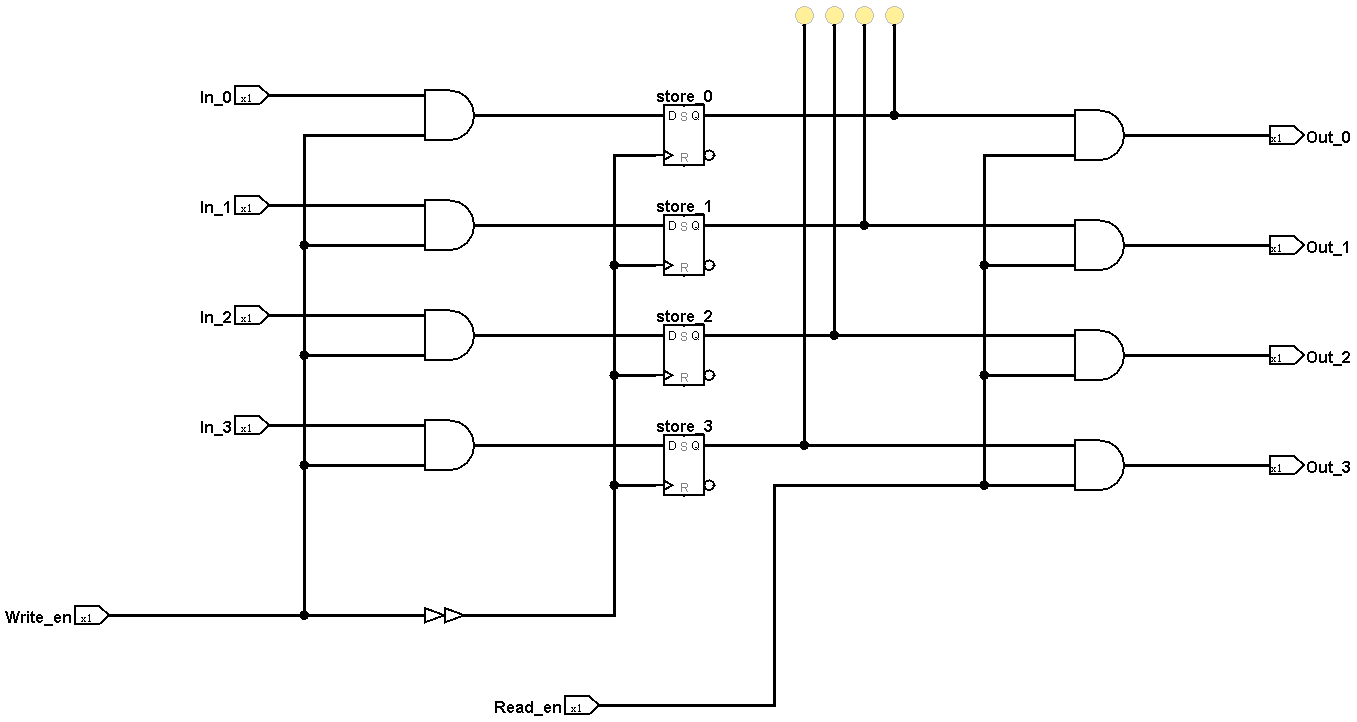 In_0 x1
store_0
D S Q
R
x1 Out_0
In_1 x1
store_1
D S Q
R
x1 Out_1
In_2 x1
store_2
D S Q
R
x1 Out_2
In_3 x1
store_3
D S Q
R
x1 Out_3
Write_en x1
Read_en x1